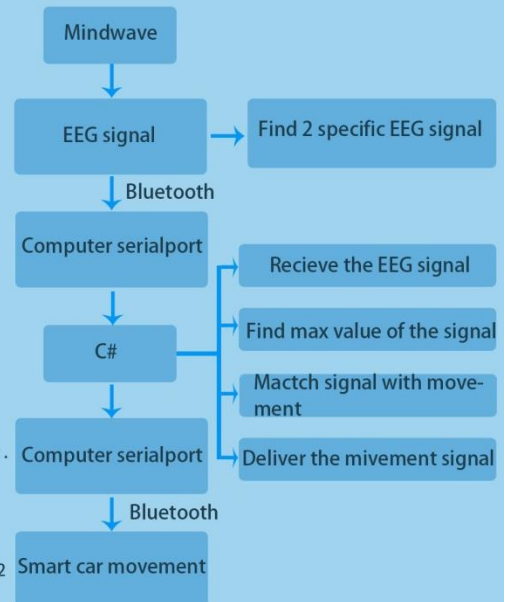 Mindwave
EEG signal
Find 2 specific EEG signal
Bluetooth
Computer serialport
Recieve the EEG signal
Find max value of the signal
C#
Mactch signal with move-
ment
Computer serialport
Deliver the mivement signal
Bluetooth
2
Smart car movement